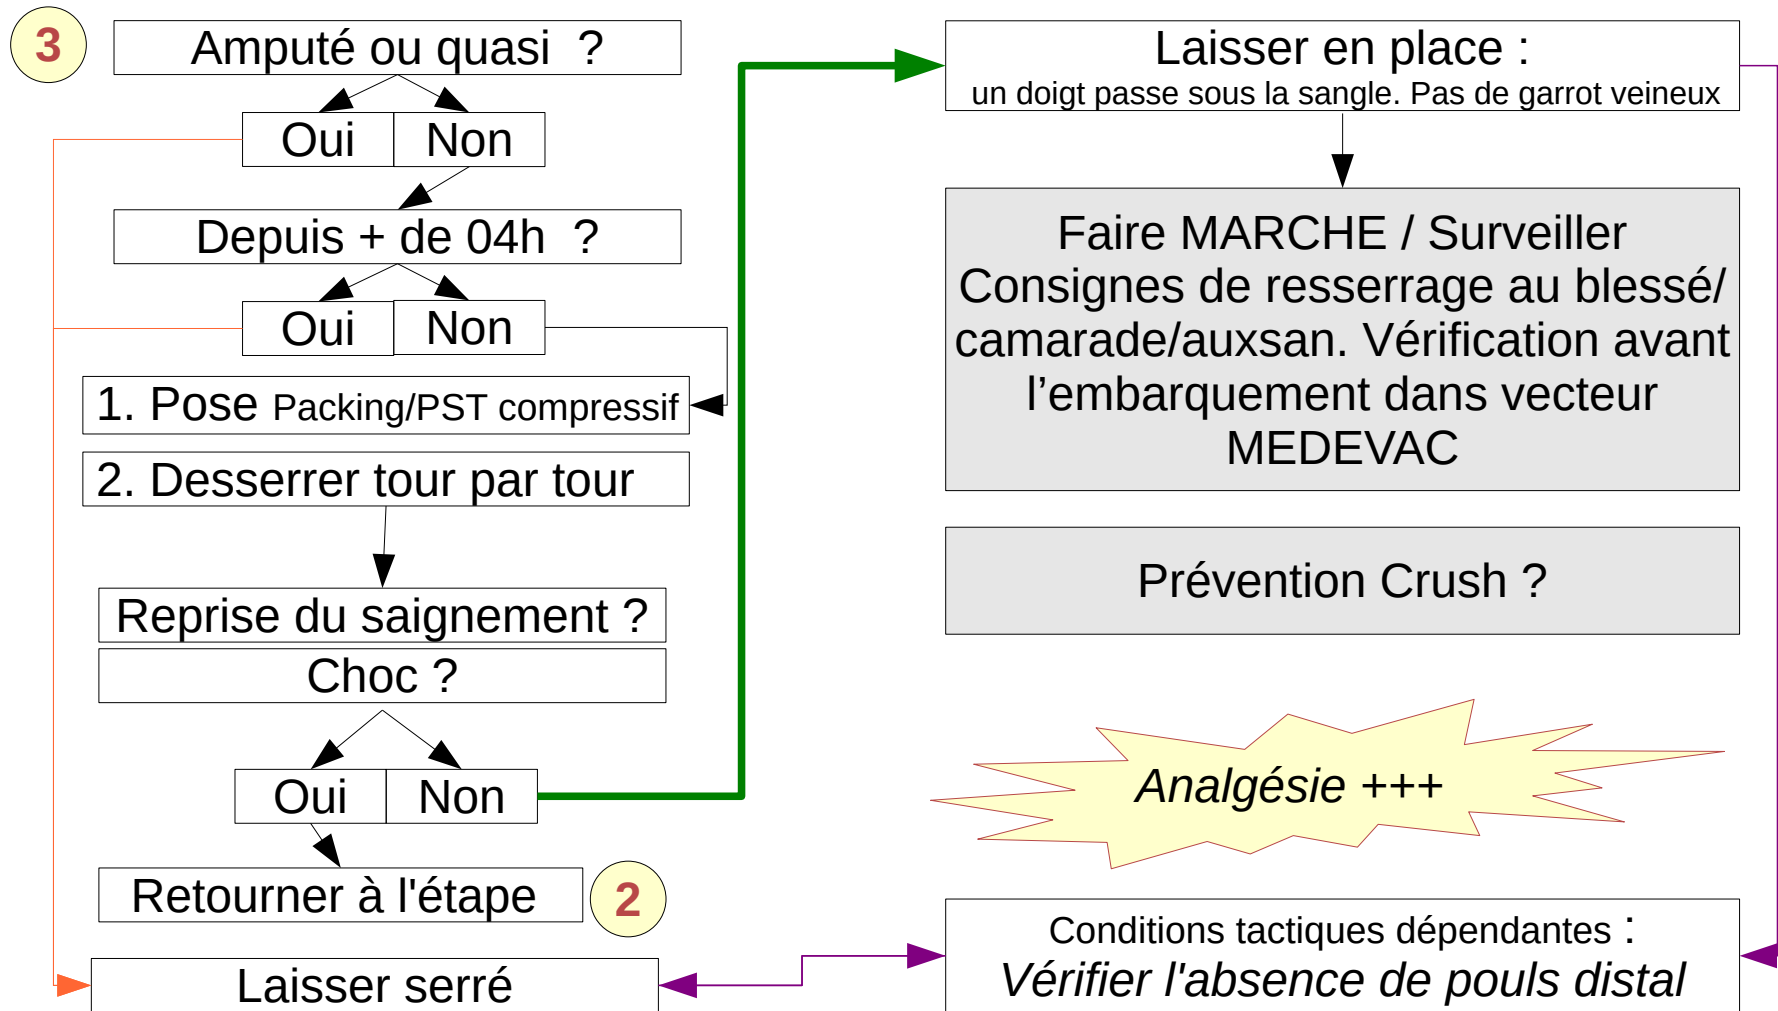 3
Amputé ou quasi ?
Oui
Non
Depuis + de 04h ?
Oui
Non
1. Pose Packing/PST compressif
2. Desserrer tour par tour
Reprise du saignement ?
Choc ?
Oui
Non
Retourner à l'étape
2
Laisser serré
Laisser en place :
un doigt passe sous la sangle. Pas de garrot veineux
Faire MARCHE / Surveiller
Consignes de resserrage au blessé/
camarade/auxsan. Vérification avant
l’embarquement dans vecteur
MEDEVAC
Prévention Crush ?
Analgésie +++
Conditions tactiques dépendantes :
Vérifier l'absence de pouls distal